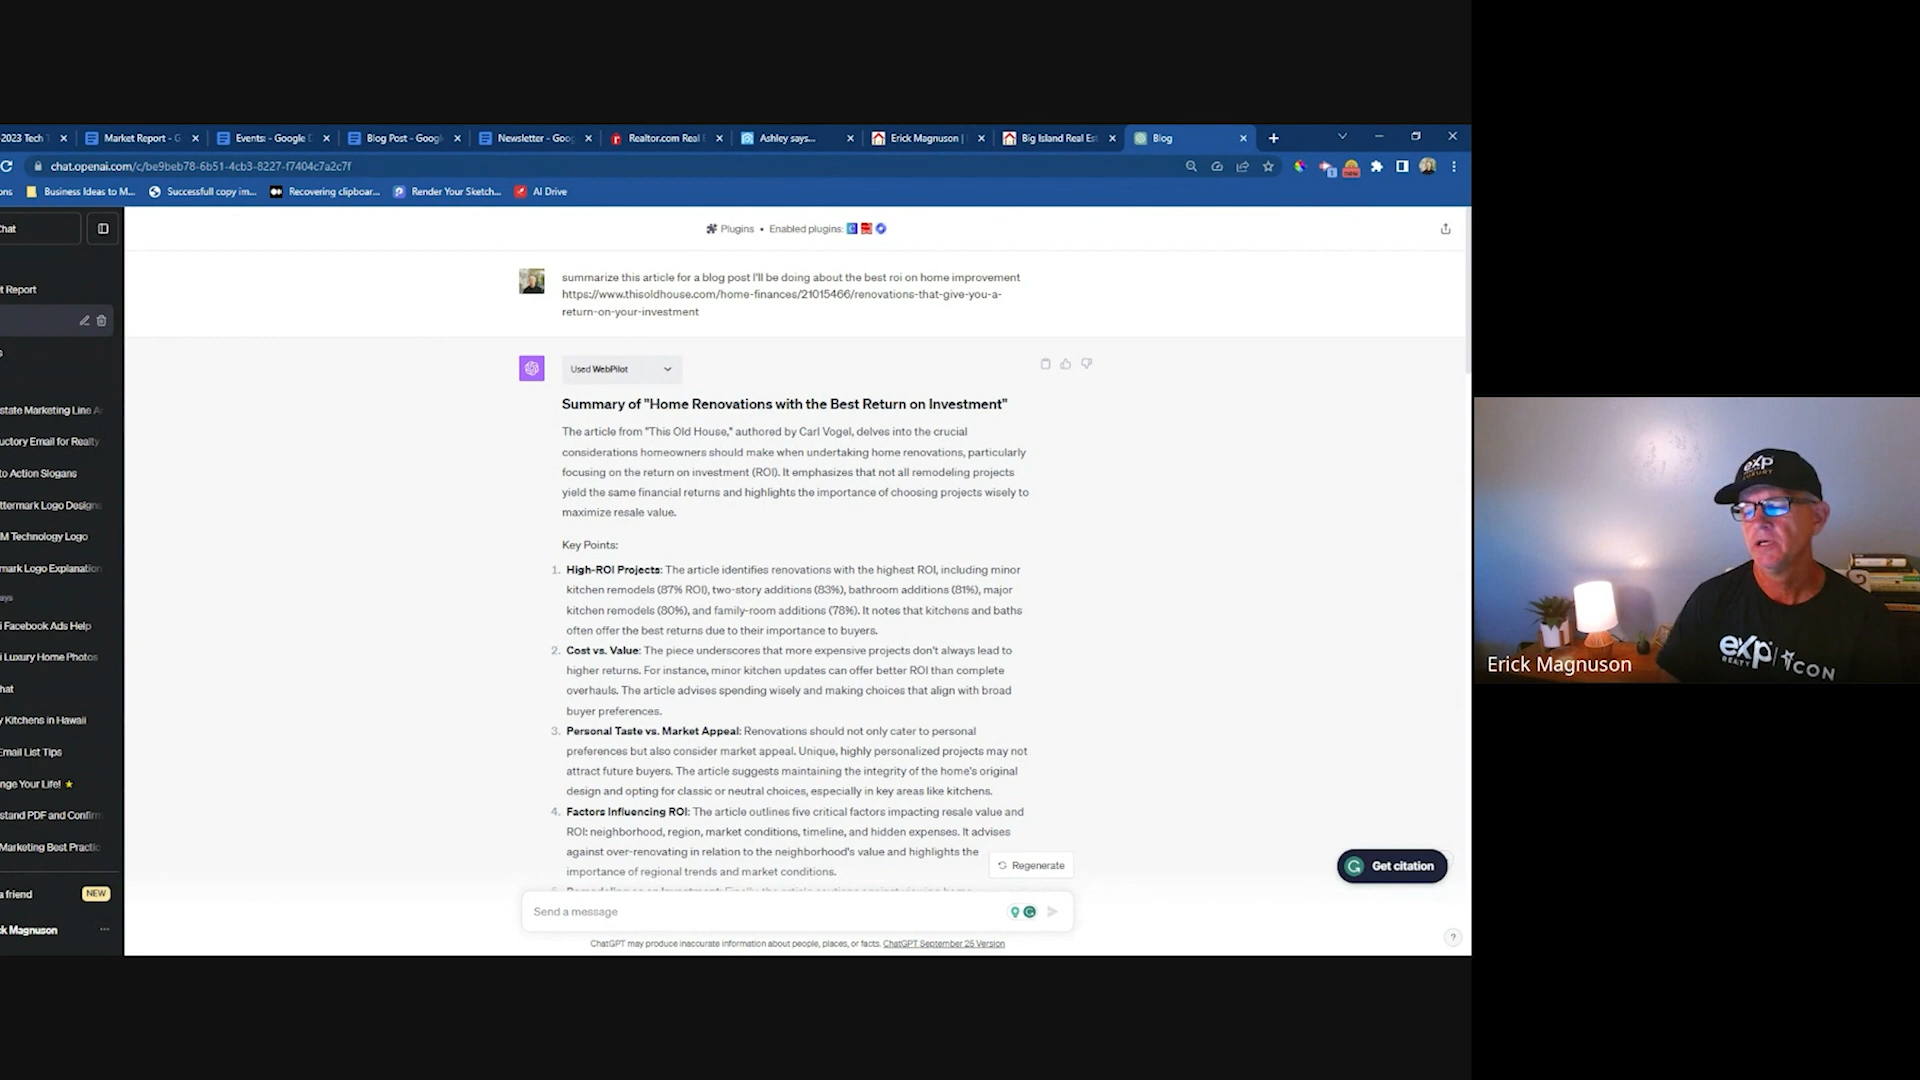 -2023 Tech
Market Report - G
Events: - Google D
Blog Post - Googl
Newsletter - Goog
Realtor.com Real E
Ashley says...
Erick Magnuson |
Big Island Real Est
Blog
chat.openai.com/c/be9beb78-6b51-4cb3-8227-f7404c7a2c7f
new
ons
Business Ideas to M...
Successfull copy im...
Recovering clipboar...
Render Your Sketch...
AI Drive
Chat
Plugins • Enabled plugins:
t Report
s
state Marketing Line A
uctory Email for Realty
to Action Slogans
ttermark Logo Designs
M Technology Logo
mark Logo Explanation
ays
i Facebook Ads Help
i Luxury Home Photos
hat
y Kitchens in Hawaii
Email List Tips
nge Your Life!
stand PDF and Confirm
Marketing Best Practic
a friend
NEW
ck Magnuson
summarize this article for a blog post I'll be doing about the best roi on home improvement
https://www.thisoldhouse.com/home-finances/21015466/renovations-that-give-you-a-
return-on-your-investment
Used WebPilot
Summary of "Home Renovations with the Best Return on Investment"
The article from "This Old House," authored by Carl Vogel, delves into the crucial
considerations homeowners should make when undertaking home renovations, particularly
focusing on the return on investment (ROI). It emphasizes that not all remodeling projects
yield the same financial returns and highlights the importance of choosing projects wisely to
maximize resale value.
Key Points:
1. High-ROI Projects: The article identifies renovations with the highest ROI, including minor
kitchen remodels (87% ROI), two-story additions (83%), bathroom additions (81%), major
kitchen remodels (80%), and family-room additions (78%). It notes that kitchens and baths
often offer the best returns due to their importance to buyers.
2. Cost vs. Value: The piece underscores that more expensive projects don't always lead to
higher returns. For instance, minor kitchen updates can offer better ROI than complete
overhauls. The article advises spending wisely and making choices that align with broad
buyer preferences.
3. Personal Taste vs. Market Appeal: Renovations should not only cater to personal
preferences but also consider market appeal. Unique, highly personalized projects may not
attract future buyers. The article suggests maintaining the integrity of the home's original
design and opting for classic or neutral choices, especially in key areas like kitchens.
4. Factors Influencing ROI: The article outlines five critical factors impacting resale value and
ROI: neighborhood, region, market conditions, timeline, and hidden expenses. It advises
against over-renovating in relation to the neighborhood's value and highlights the
importance of regional trends and market conditions.
Regenerate
Get citation
Send a message
ChatGPT may produce inaccurate information about people, places, or facts. ChatGPT September 25 Version
?
exp
LUXURY
exp
REALTY
ICON
Erick Magnuson